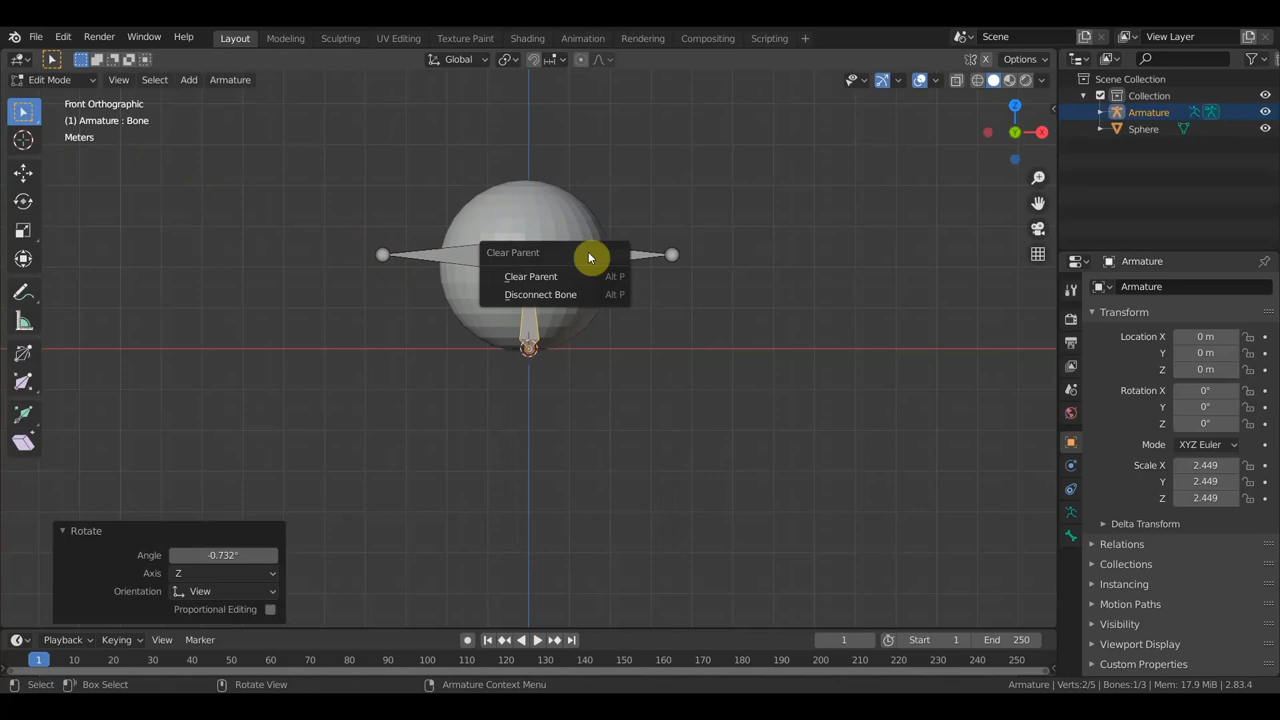 File Edit Render Window Help Layout Modeling Sculpting UV Editing Texture Paint Shading Animation Rendering Compositing Scripting + Scene View Layer
Global X Options
Edit Mode View Select Add Armature
Front Orthographic
(1) Armature : Bone
Meters
Z
Y
X
Scene Collection
Collection
Armature
Sphere
Clear Parent
Clear Parent Alt P
Disconnect Bone Alt P
Armature
Armature
Transform
Location X 0 m
Y 0 m
Z 0 m
Rotation X 0°
Y 0°
Z 0°
Mode XYZ Euler
Scale X 2.449
Y 2.449
Z 2.449
Delta Transform
Relations
Collections
Instancing
Motion Paths
Visibility
Viewport Display
Custom Properties
Rotate
Angle -0.732°
Axis Z
Orientation View
Proportional Editing
Playback Keying View Marker 1 Start 1 End 250
1 10 20 30 40 50 60 70 80 90 100 110 120 130 140 150 160 170 180 190 200 210 220 230 240 250
Select Box Select Rotate View Armature Context Menu Armature | Verts:2/5 | Bones:1/3 | Mem: 17.9 MiB | 2.83.4